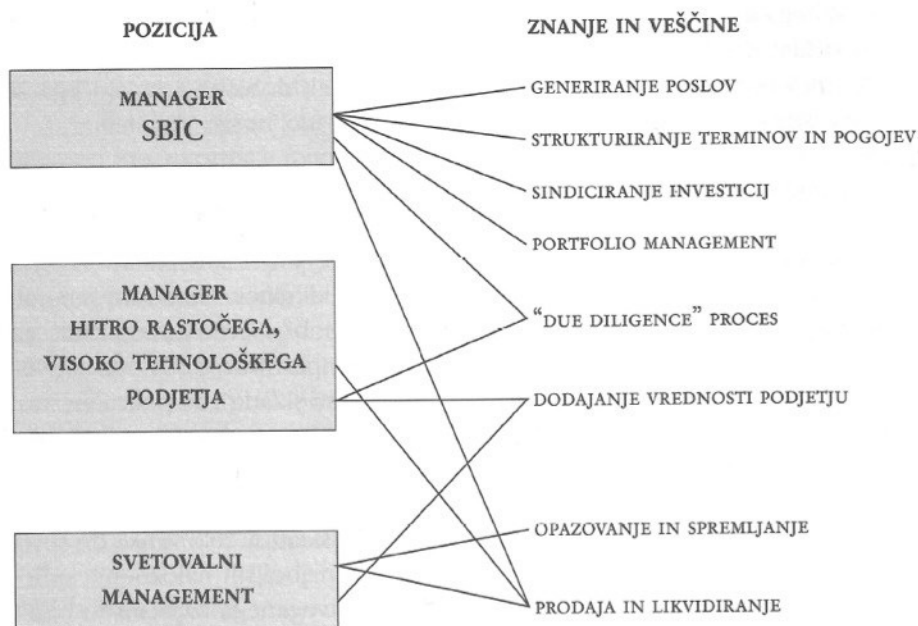 POZICIJA
ZNANJE IN VEŠČINE
MANAGER
SBIC
GENERIRANJE POSLOV
STRUKTURIRANJE TERMINOV IN POGOJEV
SINDICIRANJE INVESTICIJ
PORTFOLIO MANAGEMENT
MANAGER
HITRO RASTOČEGA,
VISOKO TEHNOLOŠKEGA
PODJETJA
“DUE DILIGENCE” PROCES
DODAJANJE VREDNOSTI PODJETJU
SVETOVALNI
MANAGEMENT
OPAZOVANJE IN SPREMLJANJE
PRODAJA IN LIKVIDIRANJE